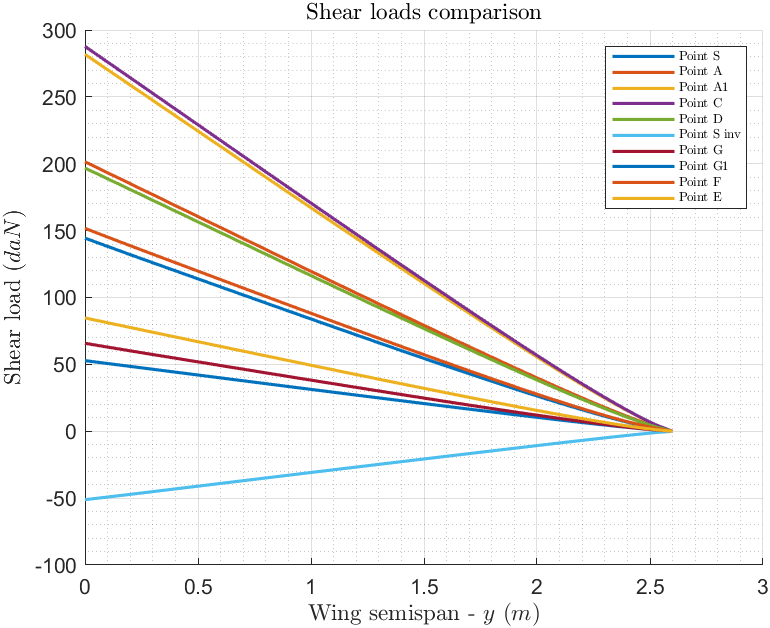 Shear loads comparison
300
250
200
150
100
50
0
-50
-100
Shear load (daN)
0
0.5
1
1.5
2
2.5
3
Wing semispan - y (m)
Point S
Point A
Point A1
Point C
Point D
Point S inv
Point G
Point G1
Point F
Point E